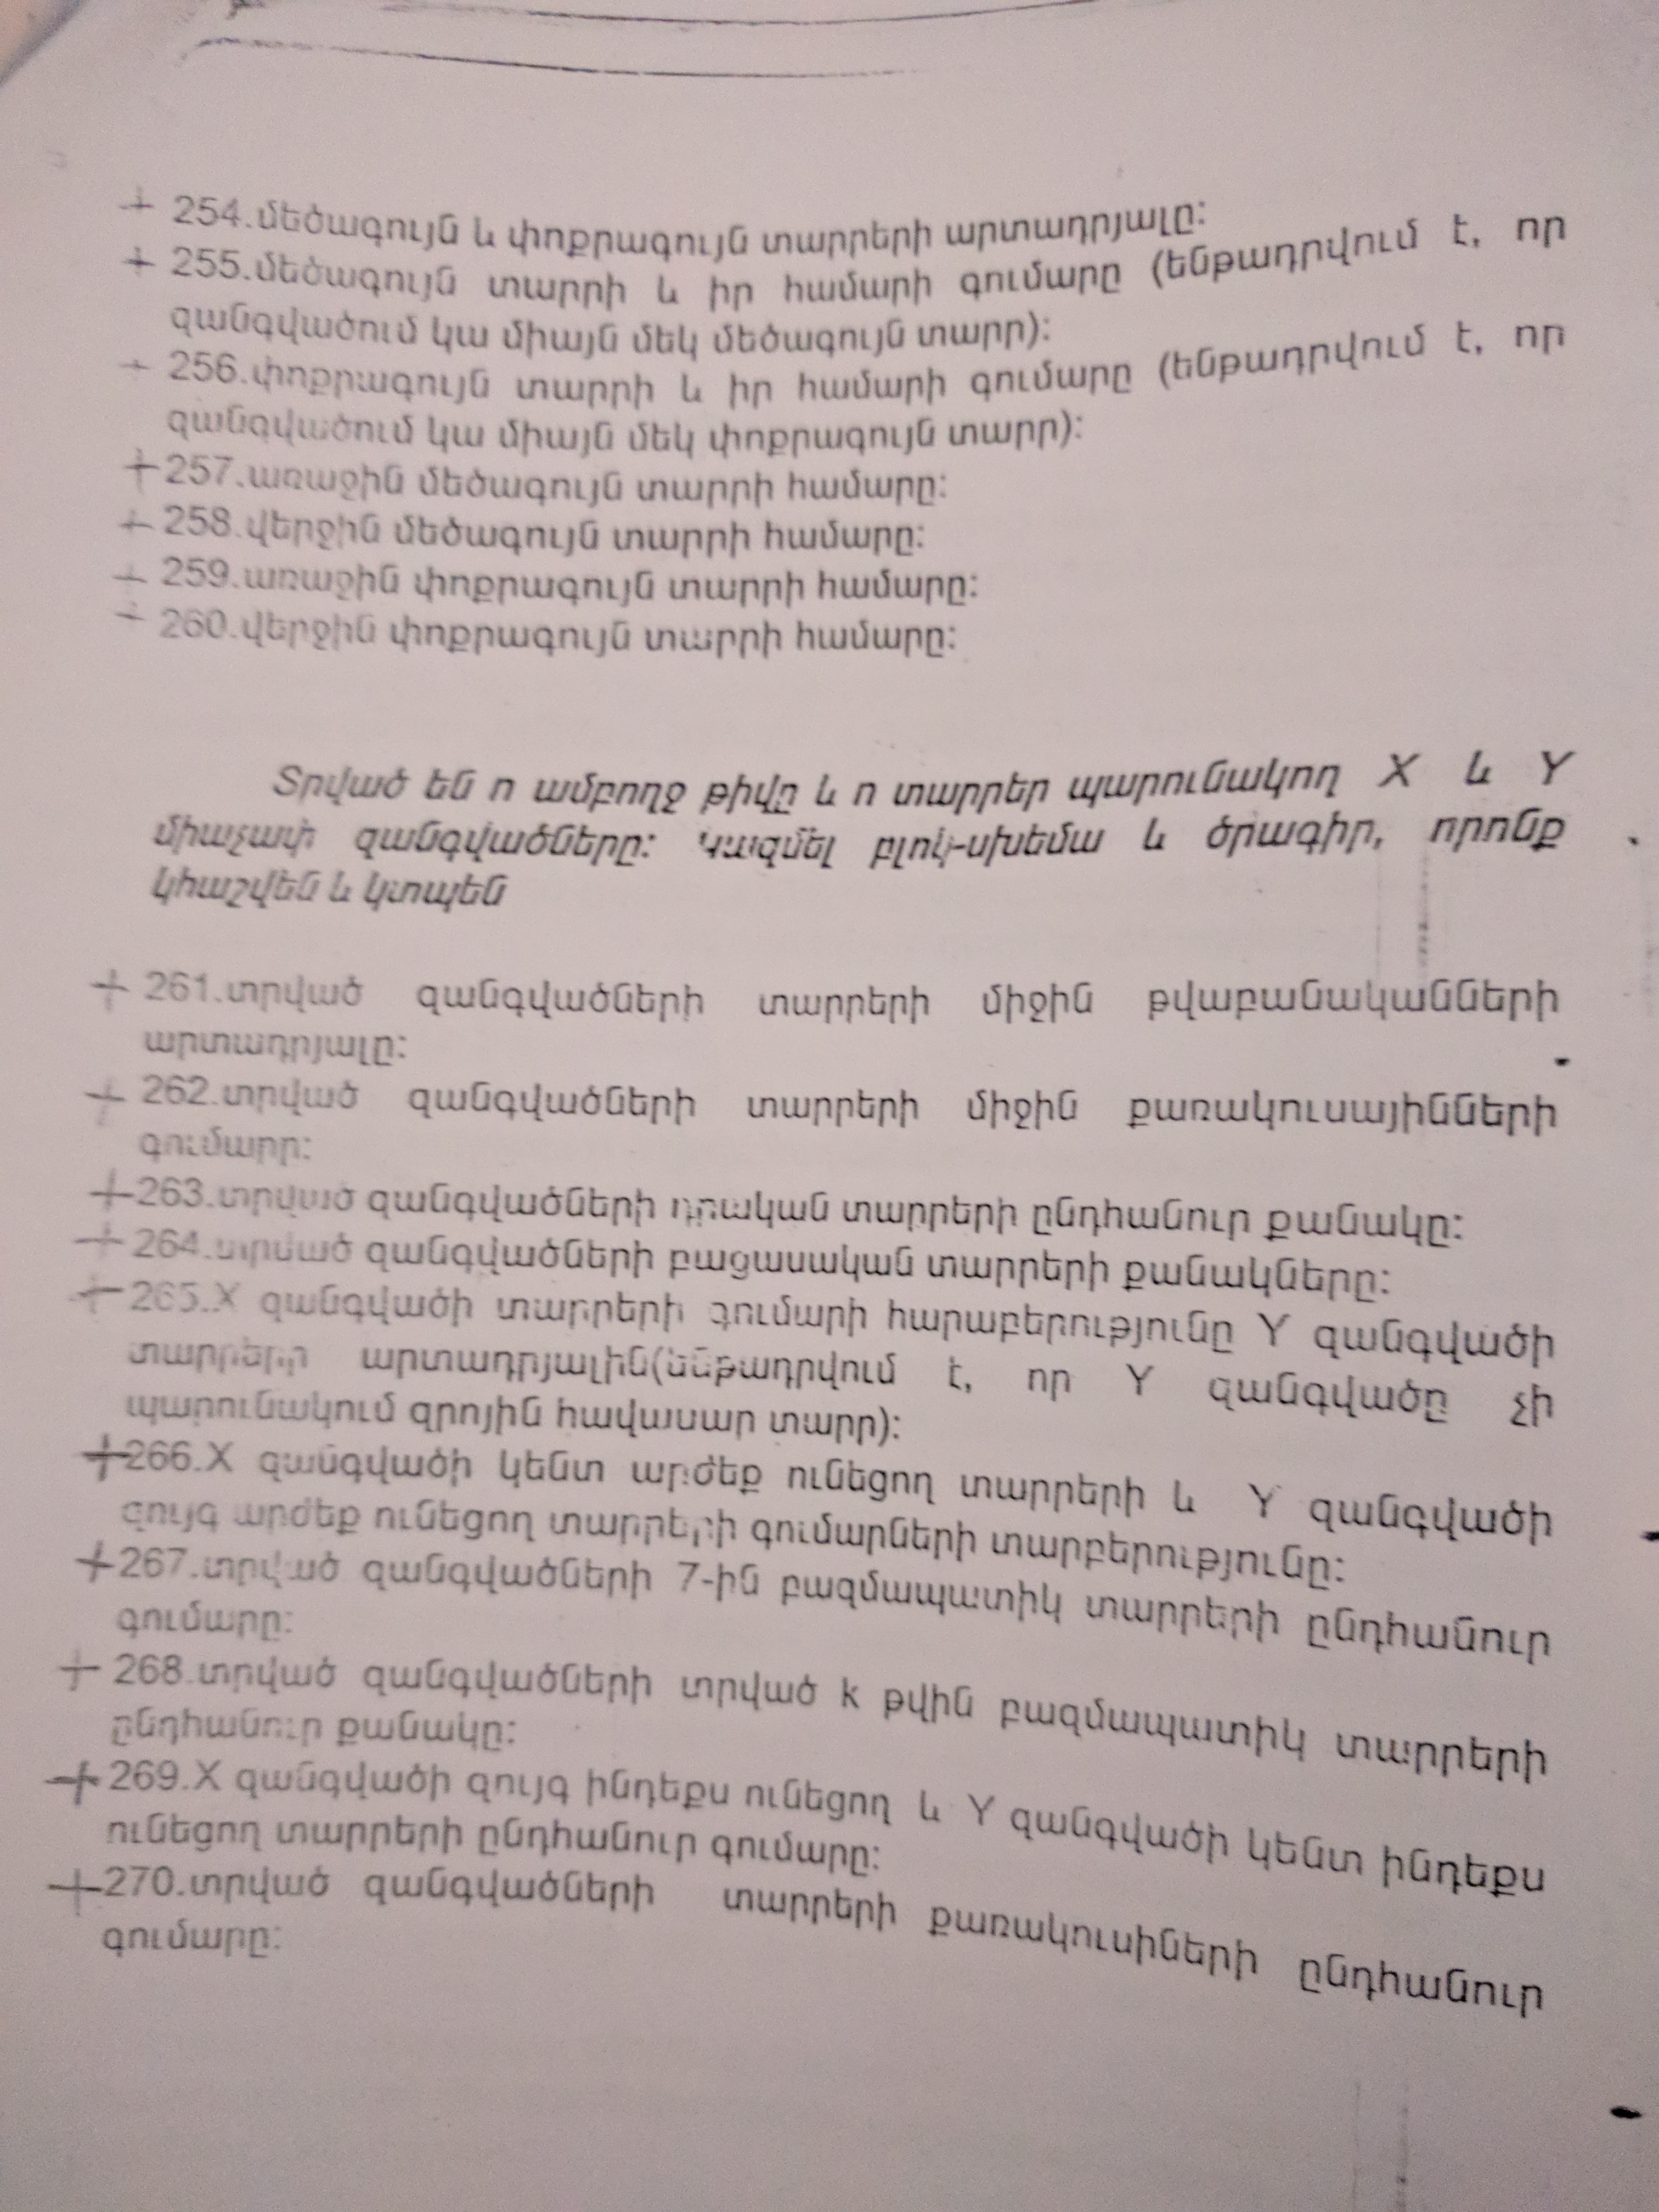 254.մեծագույն և փոքրագույն տարրերի արտադրյալը:
255.մեծագույն տարրի և իր համարի գումարը (ենթադրվում է, որ
զանգվածում կա միայն մեկ մեծագույն տարր):
256.փոքրագույն տարրի և իր համարի գումարը (ենթադրվում է, որ
զանգվածում կա միայն մեկ փոքրագույն տարր):
257.առաջին մեծագույն տարրի համարը:
258.վերջին մեծագույն տարրի համարը:
259.առաջին փոքրագույն տարրի համարը:
260.վերջին փոքրագույն տարրի համարը:
Տրված են n ամբողջ թիվը և n տարրեր պարունակող X և Y
միաչափ զանգվածները: Կազմել բլոկ-սխեմա և ծրագիր, որոնք
կհաշվեն և կտպեն
261.տրված զանգվածների տարրերի միջին թվաբանականների
արտադրյալը:
262.տրված զանգվածների տարրերի միջին քառակուսայինների
գումարը:
263.տրված զանգվածների դրական տարրերի ընդհանուր քանակը:
264.տրված զանգվածների բացասական տարրերի քանակները:
265.X զանգվածի տարրերի գումարի հարաբերությունը Y զանգվածի
տարրերի արտադրյալին(ենթադրվում է, որ Y զանգվածը չի
պարունակում զրոյին հավասար տարր):
266.X զանգվածի կենտ արժեք ունեցող տարրերի և Y զանգվածի
զույգ արժեք ունեցող տարրերի գումարների տարբերությունը:
267.տրված զանգվածների 7-ին բազմապատիկ տարրերի ընդհանուր
գումարը:
268.տրված զանգվածների տրված k թվին բազմապատիկ տարրերի
ընդհանուր քանակը:
269.X զանգվածի զույգ ինդեքս ունեցող և Y զանգվածի կենտ ինդեքս
ունեցող տարրերի ընդհանուր գումարը:
270.տրված զանգվածների տարրերի քառակուսիների ընդհանուր
գումարը: